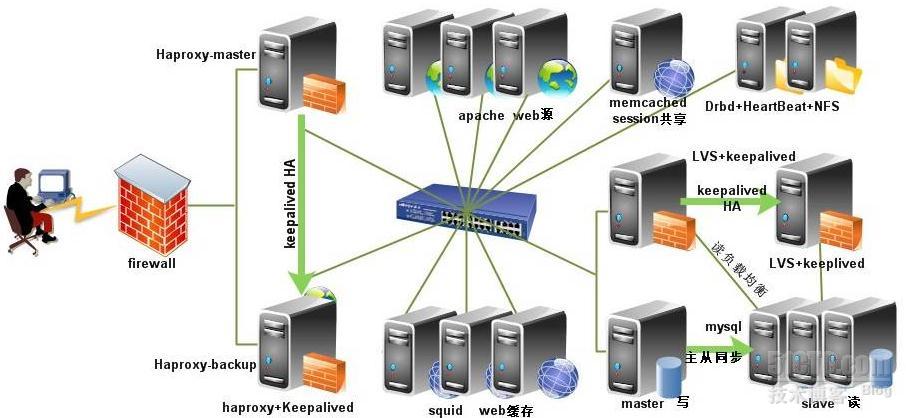 Haproxy-master
apache web源
memcached
session共享
Drbd+HeartBeat+NFS
keepalived HA
LVS+keepalived
keepalived
HA
firewall
LVS+keeplived
读负载均衡
Haproxy-backup
haproxy+Keepalived
squid web缓存
mysql
主从同步
master 写
slave 读
51CTO.com
技术博客 Blog